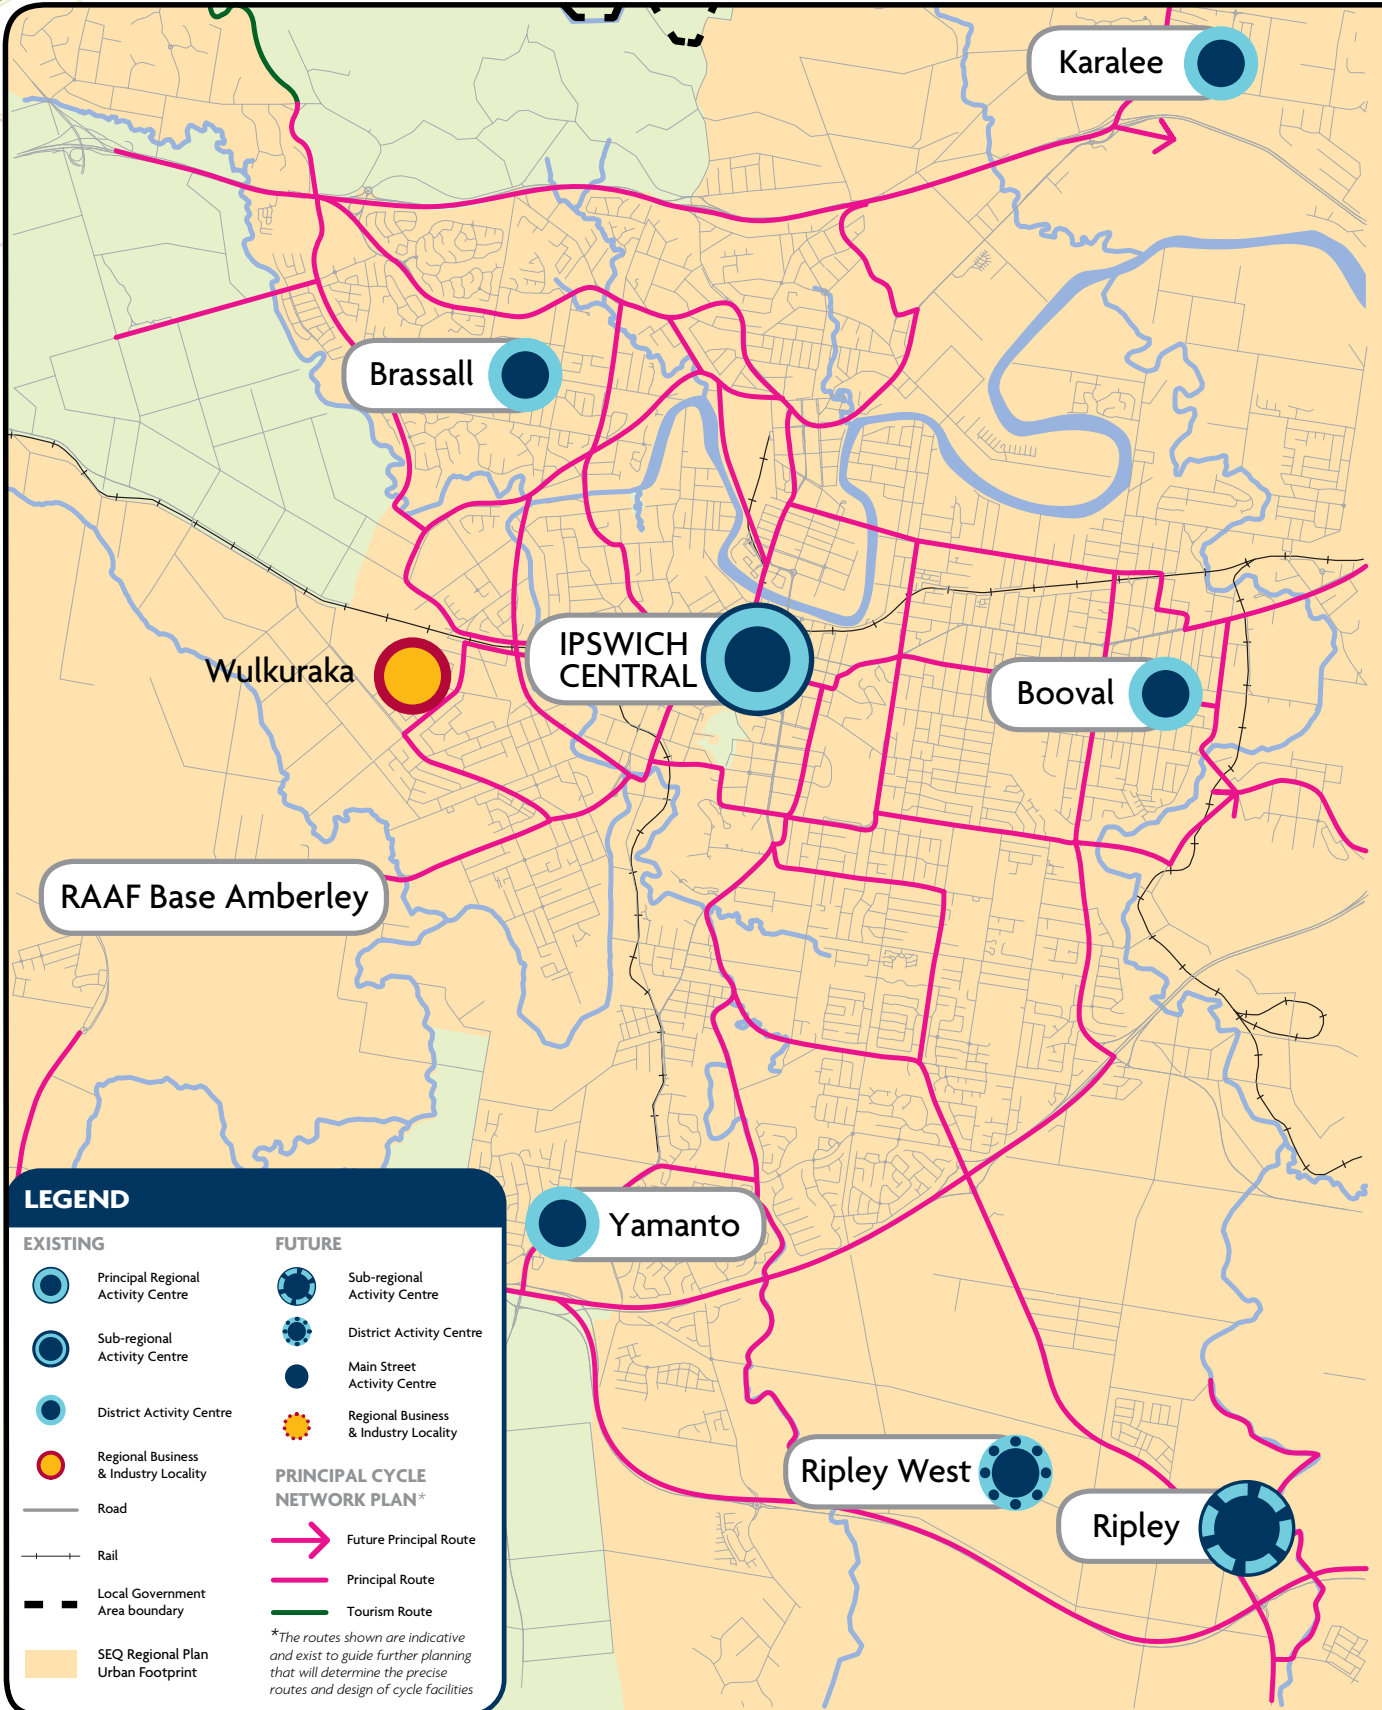 Karalee
Brassall
IPSWICH
CENTRAL
Wulkuraka
Booval
RAAF Base Amberley
Yamanto
Ripley West
Ripley
LEGEND
EXISTING
Principal Regional
Activity Centre
Sub-regional
Activity Centre
District Activity Centre
Regional Business
& Industry Locality
Road
Rail
Local Government
Area boundary
SEQ Regional Plan
Urban Footprint
FUTURE
Sub-regional
Activity Centre
District Activity Centre
Main Street
Activity Centre
Regional Business
& Industry Locality
PRINCIPAL CYCLE
NETWORK PLAN*
Future Principal Route
Principal Route
Tourism Route
*The routes shown are indicative
and exist to guide further planning
that will determine the precise
routes and design of cycle facilities